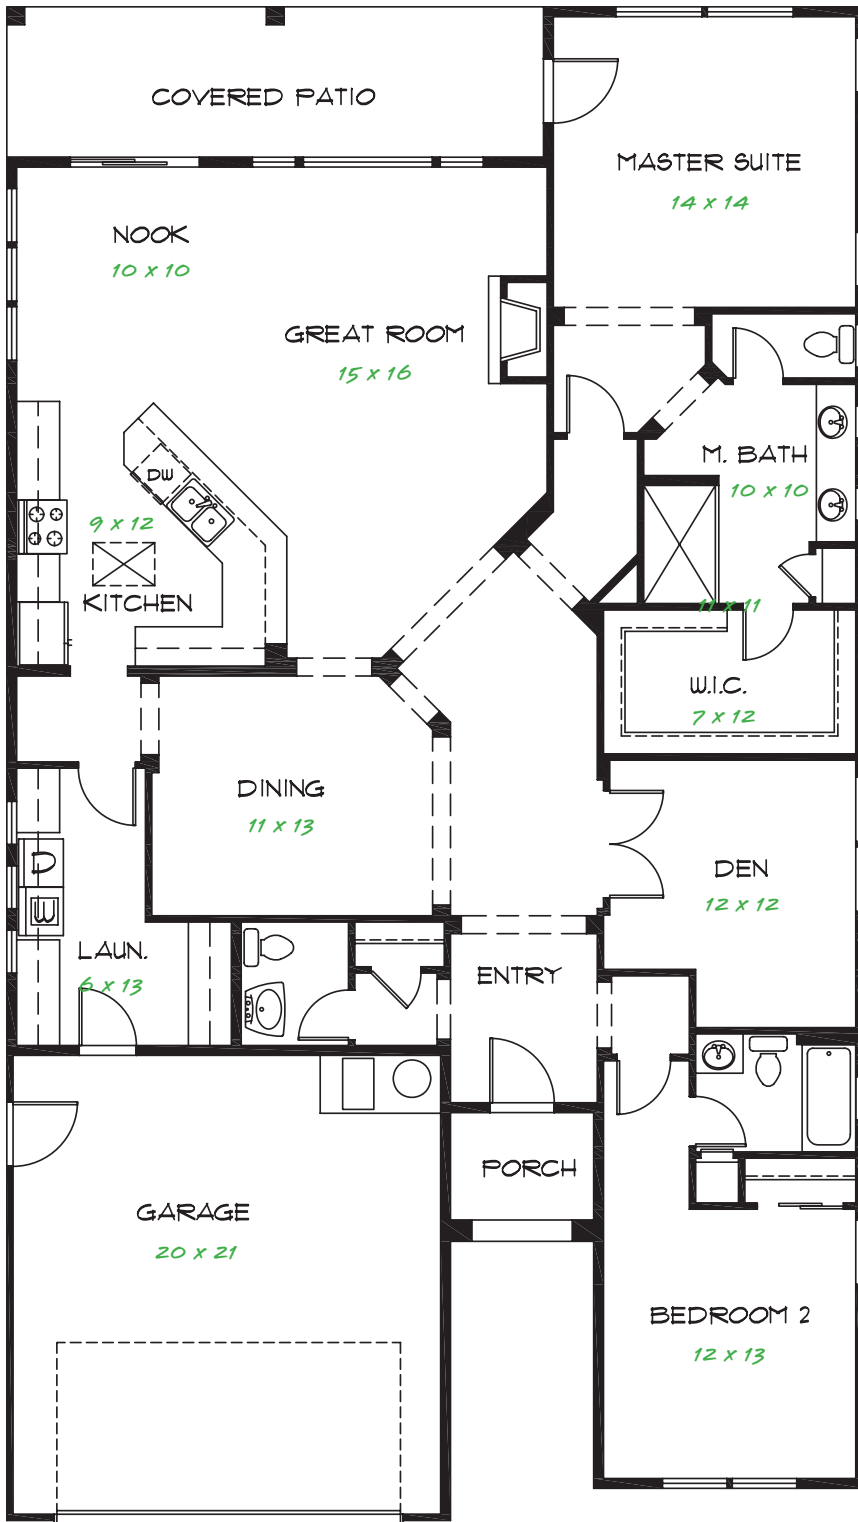 COVERED PATIO
MASTER SUITE
14 x 14
NOOK
10 x 10
GREAT ROOM
15 x 16
M. BATH
10 x 10
DW
9 x 12
KITCHEN
11 x 11
W.I.C.
7 x 12
DINING
11 x 13
DEN
12 x 12
D
W
LAUN.
6 x 13
ENTRY
PORCH
GARAGE
20 x 21
BEDROOM 2
12 x 13